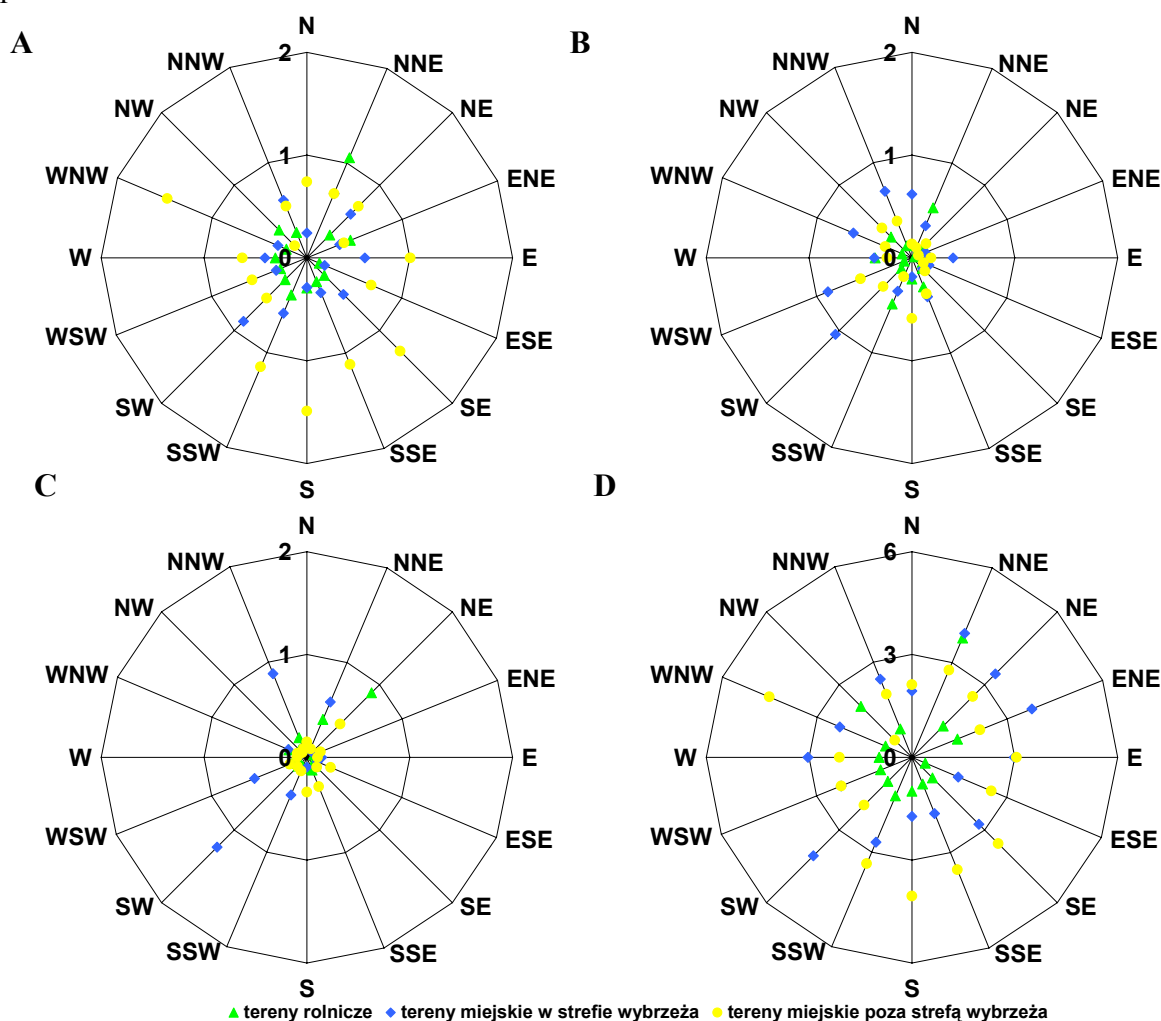 A
N
2
NNW
NNE
NW
NE
1
WNW
ENE
W
0
E
WSW
ESE
SW
SE
SSW
SSE
S
B
N
2
NNW
NNE
NW
NE
1
WNW
ENE
W
0
E
WSW
ESE
SW
SE
SSW
SSE
S
C
N
2
NNW
NNE
NW
NE
1
WNW
ENE
W
0
E
WSW
ESE
SW
SE
SSW
SSE
S
D
N
6
NNW
NNE
NW
NE
3
WNW
ENE
W
0
E
WSW
ESE
SW
SE
SSW
SSE
S
tereny rolnicze tereny miejskie w strefie wybrzeża tereny miejskie poza strefą wybrzeża